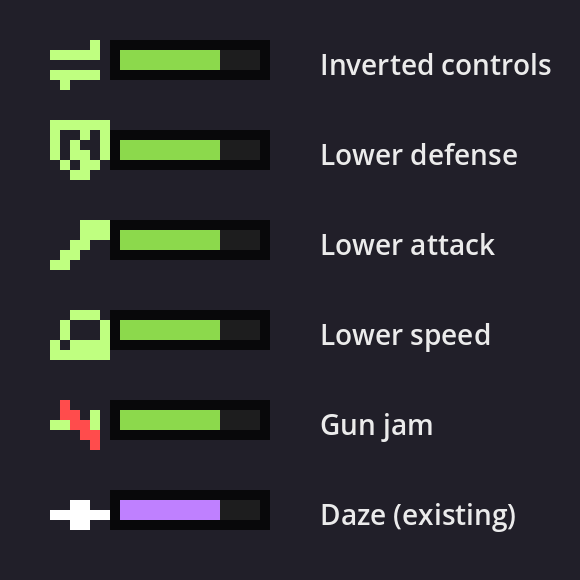 Inverted controls
Lower defense
Lower attack
Lower speed
Gun jam
Daze (existing)